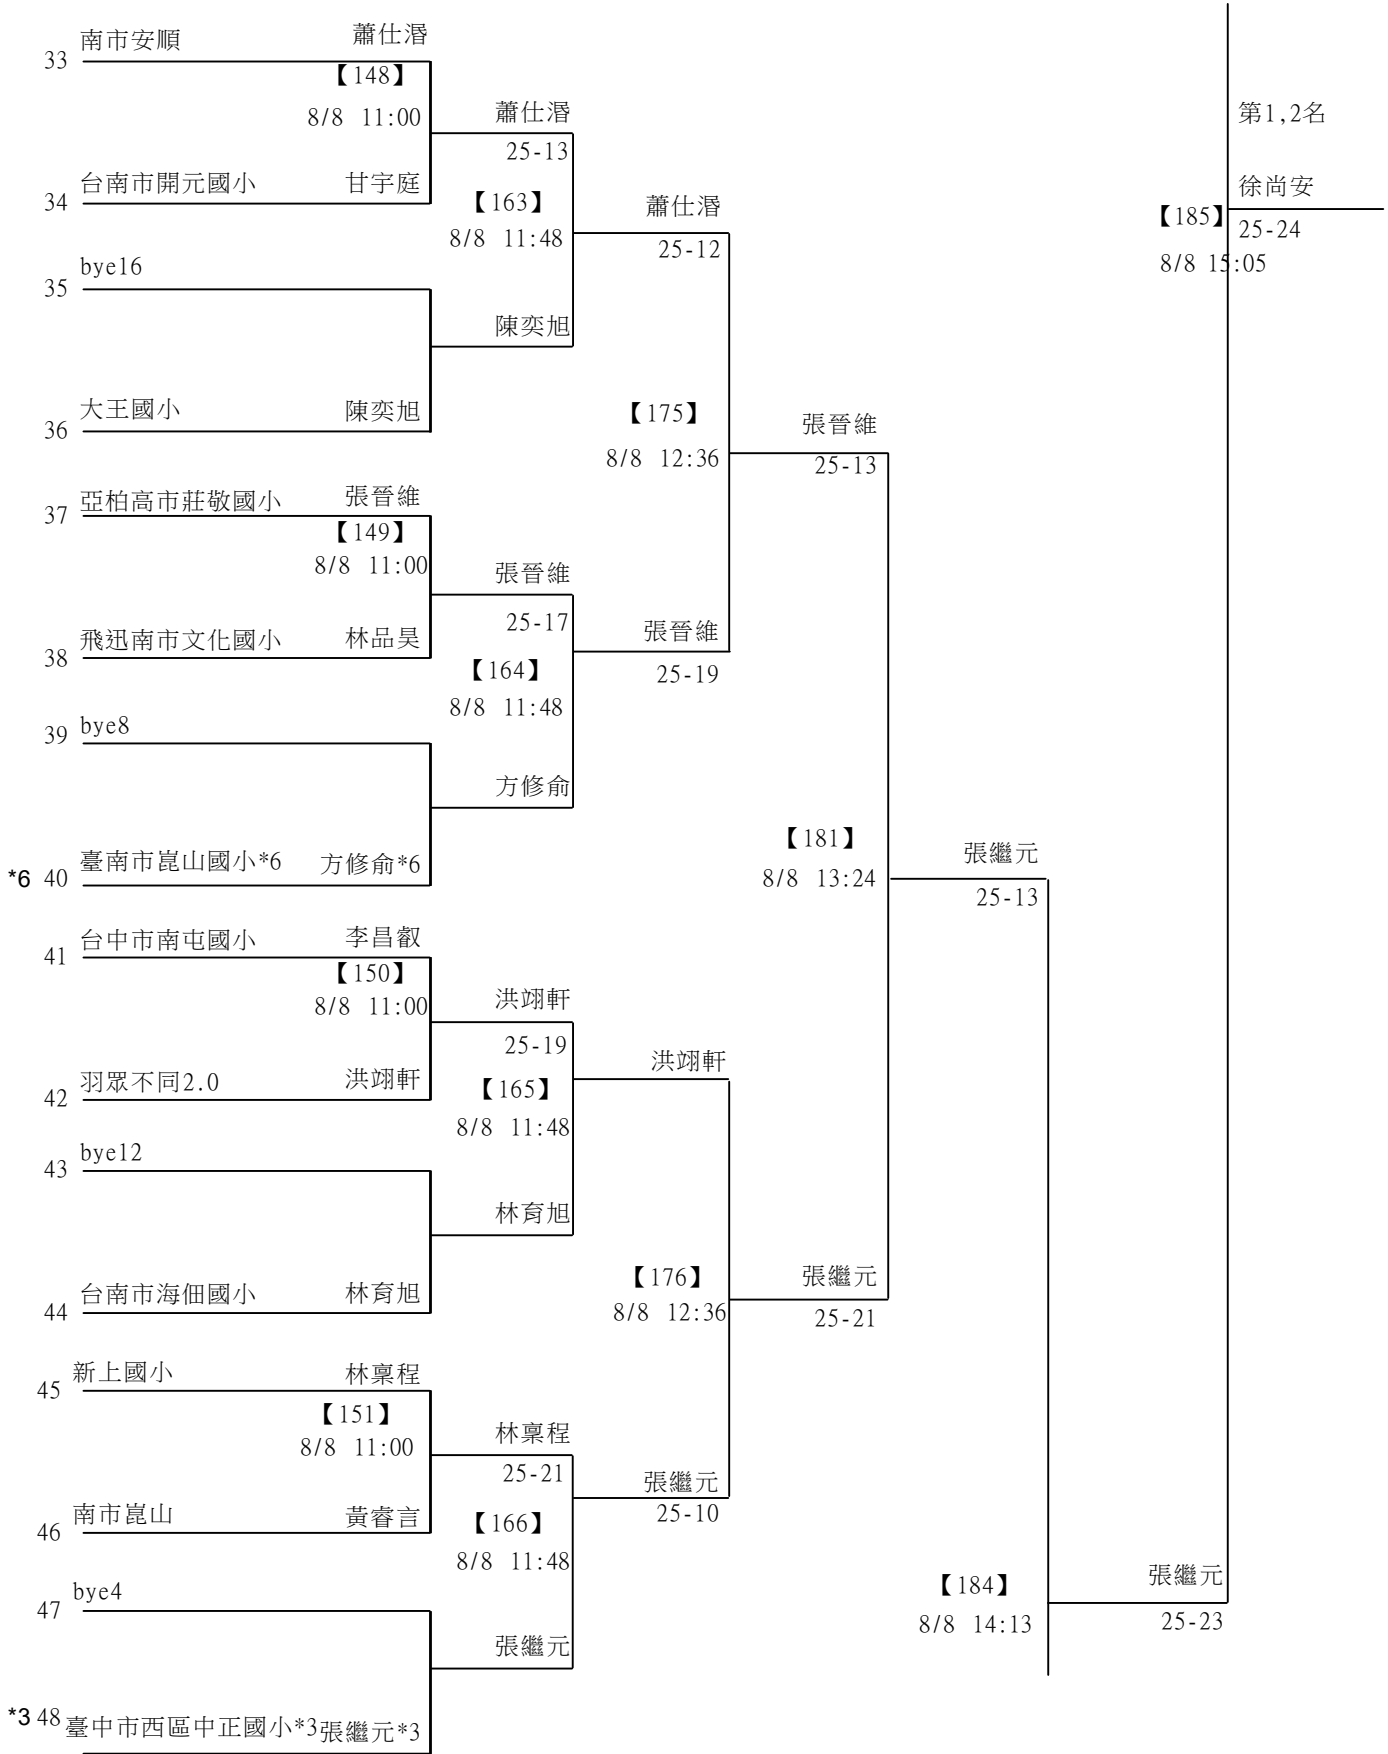 33 南市安順 蕭仕湣
【148】
8/8 11:00
蕭仕湣
25-13
34 台南市開元國小 甘宇庭
【163】
8/8 11:48
蕭仕湣
25-12
35 bye16
陳奕旭
36 大王國小 陳奕旭
【175】
8/8 12:36
張晉維
25-13
37 亞柏高市莊敬國小 張晉維
【149】
8/8 11:00
張晉維
25-17
38 飛迅南市文化國小 林品昊
【164】
8/8 11:48
張晉維
25-19
39 bye8
方修俞
*6 40 臺南市崑山國小*6 方修俞*6
【181】
8/8 13:24
張繼元
25-13
41 台中市南屯國小 李昌叡
【150】
8/8 11:00
洪翊軒
25-19
42 羽眾不同2.0 洪翊軒
【165】
8/8 11:48
洪翊軒
43 bye12
林育旭
44 台南市海佃國小 林育旭
【176】
8/8 12:36
張繼元
25-21
45 新上國小 林稟程
【151】
8/8 11:00
林稟程
25-21
46 南市崑山 黃睿言
【166】
8/8 11:48
張繼元
25-10
47 bye4
張繼元
*3 48 臺中市西區中正國小*3 張繼元*3
【184】
8/8 14:13
張繼元
25-23
第1,2名
徐尚安
【185】
25-24
8/8 15:05